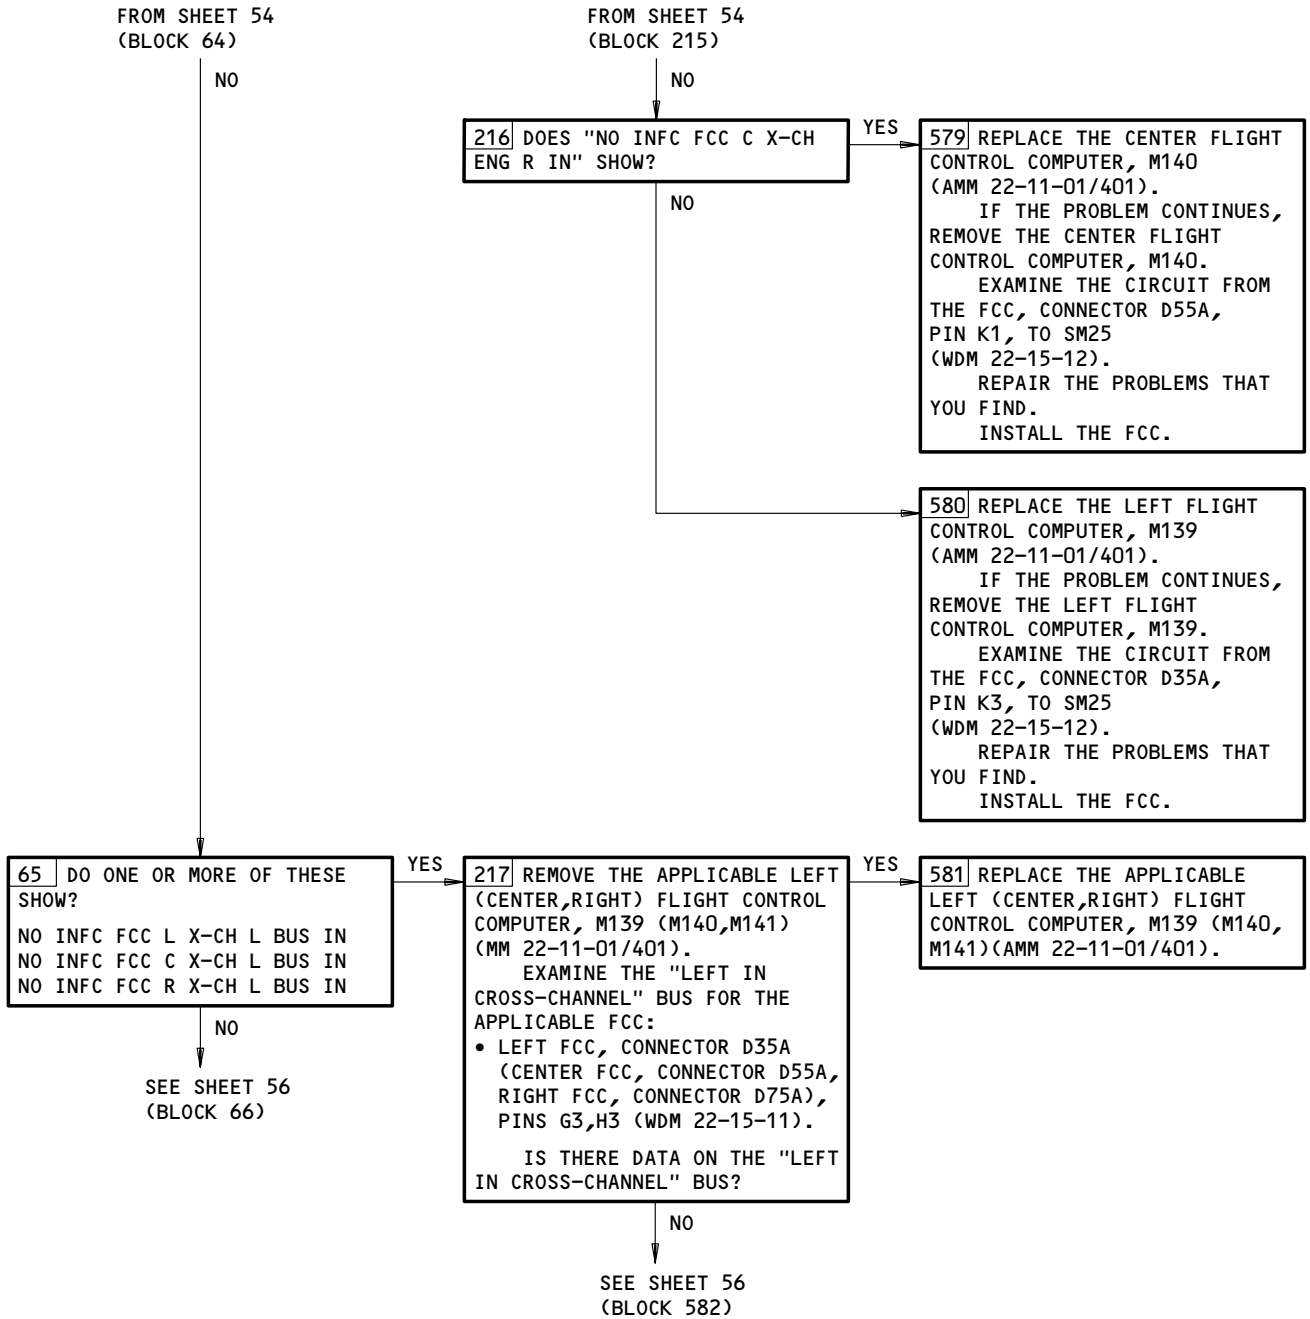 FROM SHEET 54
(BLOCK 64)
NO
FROM SHEET 54
(BLOCK 215)
NO
216 DOES "NO INFC FCC C X-CH
ENG R IN" SHOW?
YES
NO
579 REPLACE THE CENTER FLIGHT
CONTROL COMPUTER, M140
(AMM 22-11-01/401).
IF THE PROBLEM CONTINUES,
REMOVE THE CENTER FLIGHT
CONTROL COMPUTER, M140.
EXAMINE THE CIRCUIT FROM
THE FCC, CONNECTOR D55A,
PIN K1, TO SM25
(WDM 22-15-12).
REPAIR THE PROBLEMS THAT
YOU FIND.
INSTALL THE FCC.
580 REPLACE THE LEFT FLIGHT
CONTROL COMPUTER, M139
(AMM 22-11-01/401).
IF THE PROBLEM CONTINUES,
REMOVE THE LEFT FLIGHT
CONTROL COMPUTER, M139.
EXAMINE THE CIRCUIT FROM
THE FCC, CONNECTOR D35A,
PIN K3, TO SM25
(WDM 22-15-12).
REPAIR THE PROBLEMS THAT
YOU FIND.
INSTALL THE FCC.
65 DO ONE OR MORE OF THESE
SHOW?
NO INFC FCC L X-CH L BUS IN
NO INFC FCC C X-CH L BUS IN
NO INFC FCC R X-CH L BUS IN
YES
NO
SEE SHEET 56
(BLOCK 66)
217 REMOVE THE APPLICABLE LEFT
(CENTER,RIGHT) FLIGHT CONTROL
COMPUTER, M139 (M140,M141)
(MM 22-11-01/401).
EXAMINE THE "LEFT IN
CROSS-CHANNEL" BUS FOR THE
APPLICABLE FCC:
• LEFT FCC, CONNECTOR D35A
(CENTER FCC, CONNECTOR D55A,
RIGHT FCC, CONNECTOR D75A),
PINS G3,H3 (WDM 22-15-11).
IS THERE DATA ON THE "LEFT
IN CROSS-CHANNEL" BUS?
YES
NO
SEE SHEET 56
(BLOCK 582)
581 REPLACE THE APPLICABLE
LEFT (CENTER,RIGHT) FLIGHT
CONTROL COMPUTER, M139 (M140,
M141)(AMM 22-11-01/401).